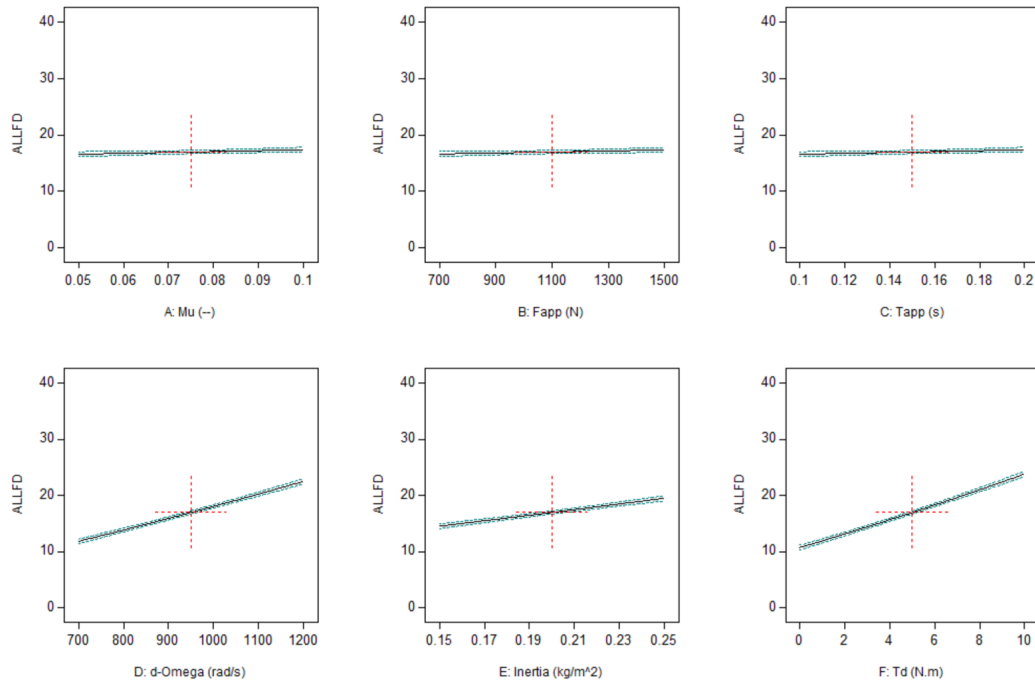 40
30
20
10
0
ALLFD
0.05 0.06 0.07 0.08 0.09 0.1
A: Mu (--)
40
30
20
10
0
ALLFD
700 900 1100 1300 1500
B: Fapp (N)
40
30
20
10
0
ALLFD
0.1 0.12 0.14 0.16 0.18 0.2
C: Tapp (s)
40
30
20
10
0
ALLFD
700 800 900 1000 1100 1200
D: d-Omega (rad/s)
40
30
20
10
0
ALLFD
0.15 0.17 0.19 0.21 0.23 0.25
E: Inertia (kg/m^2)
40
30
20
10
0
ALLFD
0 2 4 6 8 10
F: Td (N.m)